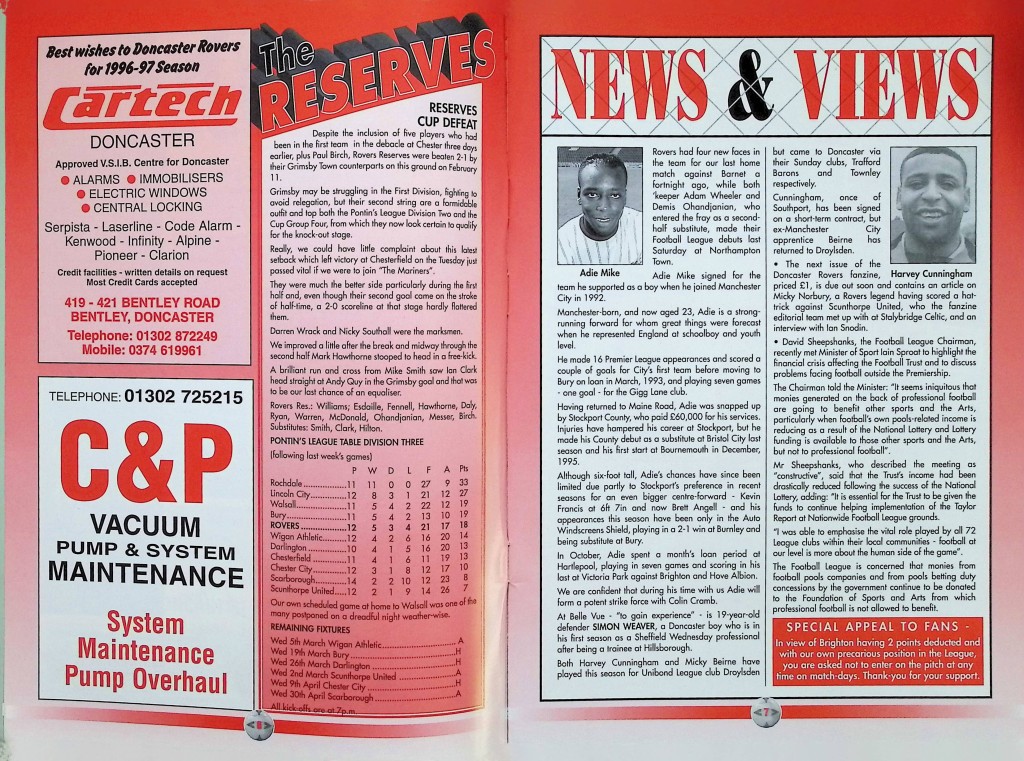 Best wishes to Doncaster Rovers
for 1996-97 Season
Cartech
DONCASTER
Approved V.S.I.B. Centre for Doncaster
● ALARMS ● IMMOBILISERS
● ELECTRIC WINDOWS
● CENTRAL LOCKING
Serpista - Laserline - Code Alarm -
Kenwood - Infinity - Alpine -
Pioneer - Clarion
Credit facilities - written details on request
Most Credit Cards accepted
419 - 421 BENTLEY ROAD
BENTLEY, DONCASTER
Telephone: 01302 872249
Mobile: 0374 619961
TELEPHONE: 01302 725215
C&P
VACUUM
PUMP & SYSTEM
MAINTENANCE
System
Maintenance
Pump Overhaul
The
RESERVES
RESERVES
CUP DEFEAT
Despite the inclusion of five players who had
been in the first team in the debacle at Chester three days
earlier, plus Paul Birch, Rovers Reserves were beaten 2-1 by
their Grimsby Town counterparts on this ground on February
11.
Grimsby may be struggling in the First Division, fighting to
avoid relegation, but their second string are a formidable
outfit and top both the Pontin's League Division Two and the
Cup Group Four, from which they now look certain to qualify
for the knock-out stage.
Really, we could have little complaint about this latest
setback which left victory at Chesterfield on the Tuesday just
passed vital if we were to join "The Mariners".
They were much the better side particularly during the first
half and, even though their second goal came on the stroke
of half-time, a 2-0 scoreline at that stage hardly flattered
them.
Darren Wrack and Nicky Southall were the marksmen.
We improved a little after the break and midway through the
second half Mark Hawthorne stooped to head in a free-kick.
A brilliant run and cross from Mike Smith saw Ian Clark
head straight at Andy Quy in the Grimsby goal and that was
to be our last chance of an equaliser.
Rovers Res.: Williams; Esdaille, Fennell, Hawthorne, Daly,
Ryan, Warren, McDonald, Ohandjanian, Messer, Birch.
Substitutes: Smith, Clark, Hilton.
PONTIN'S LEAGUE TABLE DIVISION THREE
(following last week's games)
P W D L F A Pts
Rochdale 11 11 0 0 27 9 33
Lincoln City 12 8 3 1 21 12 27
Walsall 11 5 4 2 22 12 19
Bury 11 5 4 2 13 10 19
ROVERS 12 5 3 4 21 17 18
Wigan Athletic 12 4 2 6 16 20 14
Darlington 10 4 1 5 16 20 13
Chesterfield 11 4 1 6 11 19 13
Chester City 12 3 1 8 12 17 10
Scarborough 14 2 2 10 12 23 8
Scunthorpe United 12 2 1 9 14 26 7
Our own scheduled game at home to Walsall was one of the
many postponed on a dreadful night weather-wise.
REMAINING FIXTURES
Wed 5th March Wigan Athletic A
Wed 19th March Bury H
Wed 26th March Darlington H
Wed 2nd March Scunthorpe United A
Wed 9th April Chester City H
Wed 30th April Scarborough A
All kick-offs are at 7p.m.
<6>
NEWS & VIEWS
Adie Mike
Rovers had four new faces in
the team for our last home
match against Barnet a
fortnight ago, while both
'keeper Adam Wheeler and
Demis Ohandjanian, who
entered the fray as a second-
half substitute, made their
Football League debuts last
Saturday at Northampton
Town.
Adie Mike signed for the
team he supported as a boy when he joined Manchester
City in 1992.
Manchester-born, and now aged 23, Adie is a strong-
running forward for whom great things were forecast
when he represented England at schoolboy and youth
level.
He made 16 Premier League appearances and scored a
couple of goals for City's first team before moving to
Bury on loan in March, 1993, and playing seven games
- one goal - for the Gigg Lane club.
Having returned to Maine Road, Adie was snapped up
by Stockport County, who paid £60,000 for his services.
Injuries have hampered his career at Stockport, but he
made his County debut as a substitute at Bristol City last
season and his first start at Bournemouth in December,
1995.
Although six-foot tall, Adie's chances have since been
limited due partly to Stockport's preference in recent
seasons for an even bigger centre-forward - Kevin
Francis at 6ft 7in and now Brett Angell - and his
appearances this season have been only in the Auto
Windscreens Shield, playing in a 2-1 win at Burnley and
being substitute at Bury.
In October, Adie spent a month's loan period at
Hartlepool, playing in seven games and scoring in his
last at Victoria Park against Brighton and Hove Albion.
We are confident that during his time with us Adie will
form a potent strike force with Colin Cramb.
At Belle Vue - "to gain experience" - is 19-year-old
defender SIMON WEAVER, a Doncaster boy who is in
his first season as a Sheffield Wednesday professional
after being a trainee at Hillsborough.
Both Harvey Cunningham and Micky Beirne have
played this season for Unibond League club Droylsden
but came to Doncaster via
their Sunday clubs, Trafford
Barons and Townley
respectively.
Cunningham, once of
Southport, has been signed
on a short-term contract, but
ex-Manchester City
apprentice Beirne has
returned to Droylsden.
Harvey Cunningham
• The next issue of the
Doncaster Rovers fanzine,
priced £1, is due out soon and contains an article on
Micky Norbury, a Rovers legend having scored a hat-
trick against Scunthorpe United, who the fanzine
editorial team met up with at Stalybridge Celtic, and an
interview with Ian Snodin.
• David Sheepshanks, the Football League Chairman,
recently met Minister of Sport Iain Sproat to highlight the
financial crisis affecting the Football Trust and to discuss
problems facing football outside the Premiership.
The Chairman told the Minister: "It seems iniquitous that
monies generated on the back of professional football
are going to benefit other sports and the Arts,
particularly when football's own pools-related income is
reducing as a result of the National Lottery and Lottery
funding is available to those other sports and the Arts,
but not to professional football".
Mr Sheepshanks, who described the meeting as
"constructive", said that the Trust's income had been
drastically reduced following the success of the National
Lottery, adding: "It is essential for the Trust to be given the
funds to continue helping implementation of the Taylor
Report at Nationwide Football League grounds.
"I was able to emphasise the vital role played by all 72
League clubs within their local communities - football at
our level is more about the human side of the game".
The Football League is concerned that monies from
football pools companies and from pools betting duty
concessions by the government continue to be donated
to the Foundation of Sports and Arts from which
professional football is not allowed to benefit.
SPECIAL APPEAL TO FANS -
In view of Brighton having 2 points deducted and
with our own precarious position in the League,
you are asked not to enter on the pitch at any
time on match-days. Thank-you for your support.
<7>